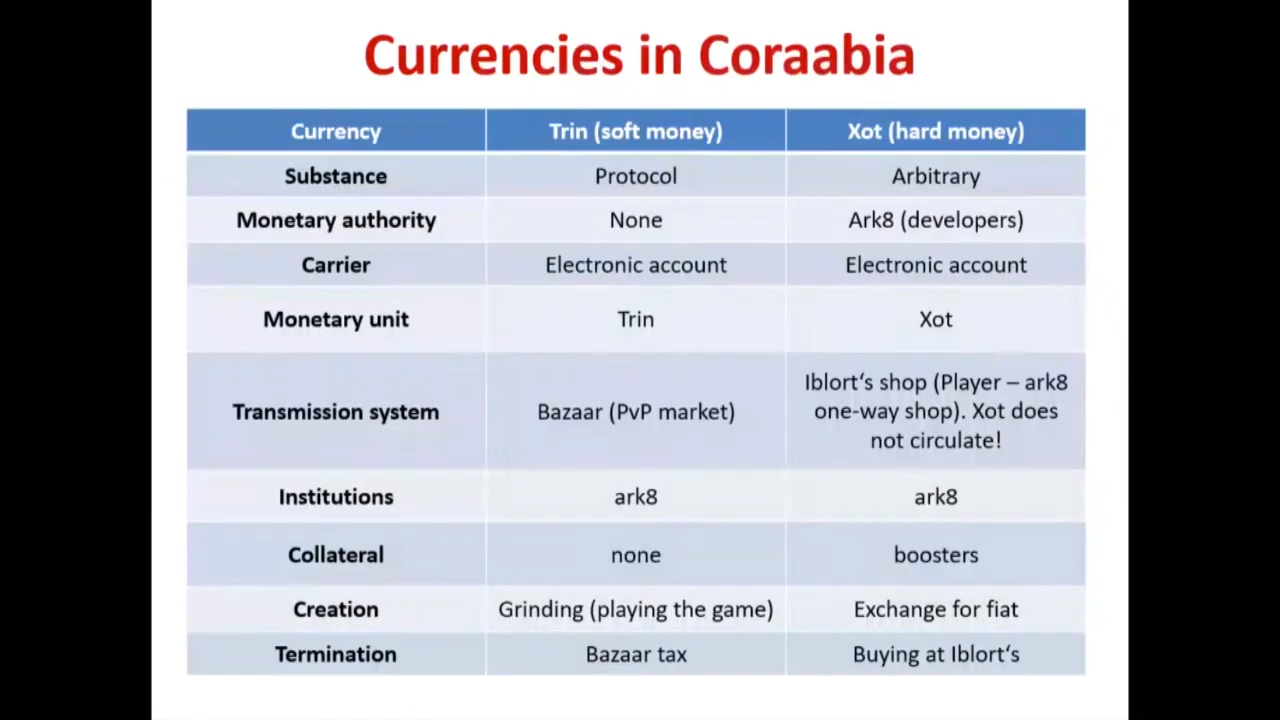 Currencies in Coraabia
Currency Trin (soft money) Xot (hard money)
Substance Protocol Arbitrary
Monetary authority None Ark8 (developers)
Carrier Electronic account Electronic account
Monetary unit Trin Xot
Transmission system Bazaar (PvP market) Iblort‘s shop (Player – ark8
one-way shop). Xot does
not circulate!
Institutions ark8 ark8
Collateral none boosters
Creation Grinding (playing the game) Exchange for fiat
Termination Bazaar tax Buying at Iblort‘s